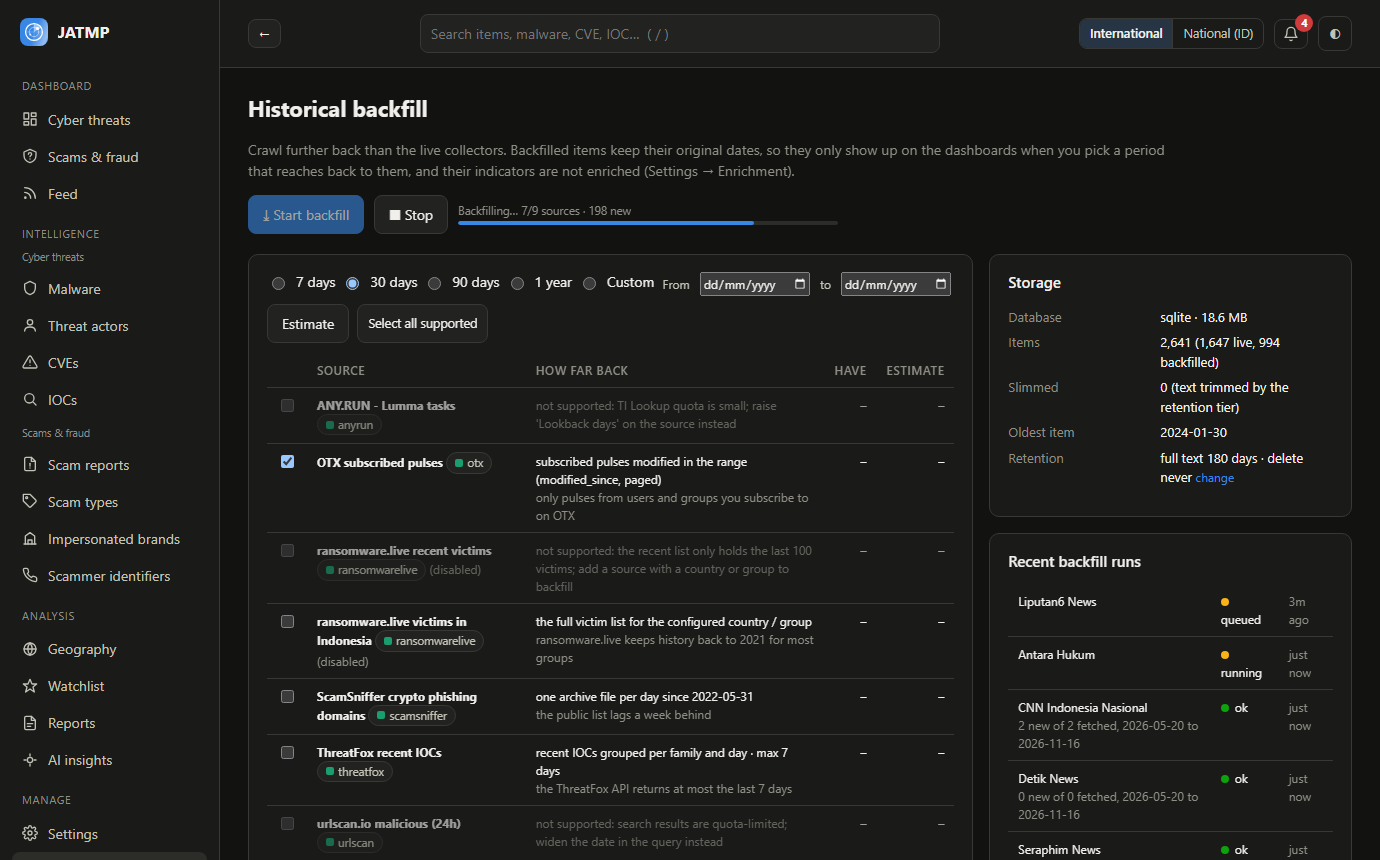 JATMP
←
Search items, malware, CVE, IOC... ( / )
International
National (ID)
4
DASHBOARD
Cyber threats
Scams & fraud
Feed
INTELLIGENCE
Cyber threats
Malware
Threat actors
CVEs
IOCs
Scams & fraud
Scam reports
Scam types
Impersonated brands
Scammer identifiers
ANALYSIS
Geography
Watchlist
Reports
AI insights
MANAGE
Settings
Historical backfill
Crawl further back than the live collectors. Backfilled items keep their original dates, so they only show up on the dashboards when you pick a period
that reaches back to them, and their indicators are not enriched (Settings → Enrichment).
⤓ Start backfill
■ Stop
Backfilling... 7/9 sources · 198 new
7 days 30 days 90 days 1 year Custom From dd/mm/yyyy to dd/mm/yyyy
Estimate
Select all supported
SOURCE HOW FAR BACK HAVE ESTIMATE
ANY.RUN - Lumma tasks
anyrun
not supported: TI Lookup quota is small; raise
'Lookback days' on the source instead
– –
OTX subscribed pulses otx
subscribed pulses modified in the range
(modified_since, paged)
only pulses from users and groups you subscribe to
on OTX
– –
ransomware.live recent victims
ransomwarelive (disabled)
not supported: the recent list only holds the last 100
victims; add a source with a country or group to
backfill
– –
ransomware.live victims in
Indonesia ransomwarelive
(disabled)
the full victim list for the configured country / group
ransomware.live keeps history back to 2021 for most
groups
– –
ScamSniffer crypto phishing
domains scamsniffer
one archive file per day since 2022-05-31
the public list lags a week behind
– –
ThreatFox recent IOCs
threatfox
recent IOCs grouped per family and day · max 7
days
the ThreatFox API returns at most the last 7 days
– –
urlscan.io malicious (24h)
urlscan
not supported: search results are quota-limited;
widen the date in the query instead
– –
Storage
Database sqlite · 18.6 MB
Items 2,641 (1,647 live, 994
backfilled)
Slimmed 0 (text trimmed by the
retention tier)
Oldest item 2024-01-30
Retention full text 180 days · delete
never change
Recent backfill runs
Liputan6 News
queued
3m
ago
Antara Hukum
running
just
now
CNN Indonesia Nasional
2 new of 2 fetched, 2026-05-20 to
2026-11-16
ok
just
now
Detik News
0 new of 0 fetched, 2026-05-20 to
2026-11-16
ok
just
now
Seraphim News
ok
just